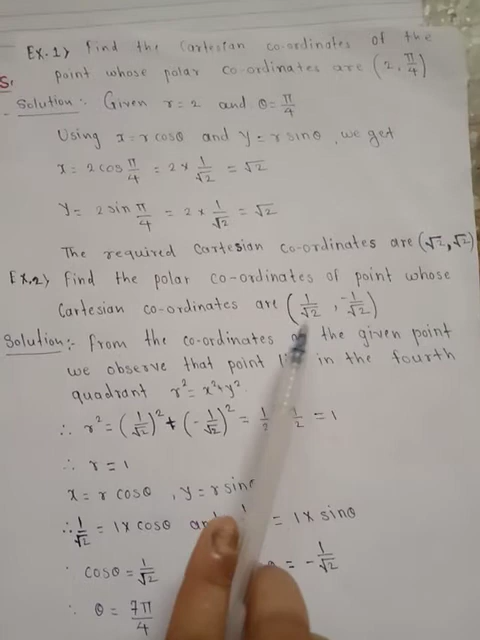 Ex.1) Find the Cartesian co-ordinates of the
point whose polar co-ordinates are (2, π/4)
S:
Solution:- Given r = 2 and θ = π/4
Using x = r cosθ and y = r sinθ, we get
x = 2 cos π/4 = 2 × 1/√2 = √2
y = 2 sin π/4 = 2 × 1/√2 = √2
The required Cartesian co-ordinates are (√2, √2)
Ex.2) Find the polar co-ordinates of point whose
Cartesian co-ordinates are (1/√2, -1/√2)
Solution:- From the co-ordinates the given point
we observe that point in the fourth
quadrant r² = x² + y².
∴ r² = (1/√2)² + (-1/√2)² = 1/2 1/2 = 1
∴ r = 1
x = r cosθ, y = r sin
∴ 1/√2 = 1 × cosθ = 1 × sinθ
∴ cosθ = 1/√2 = -1/√2
∴ θ = 7π/4